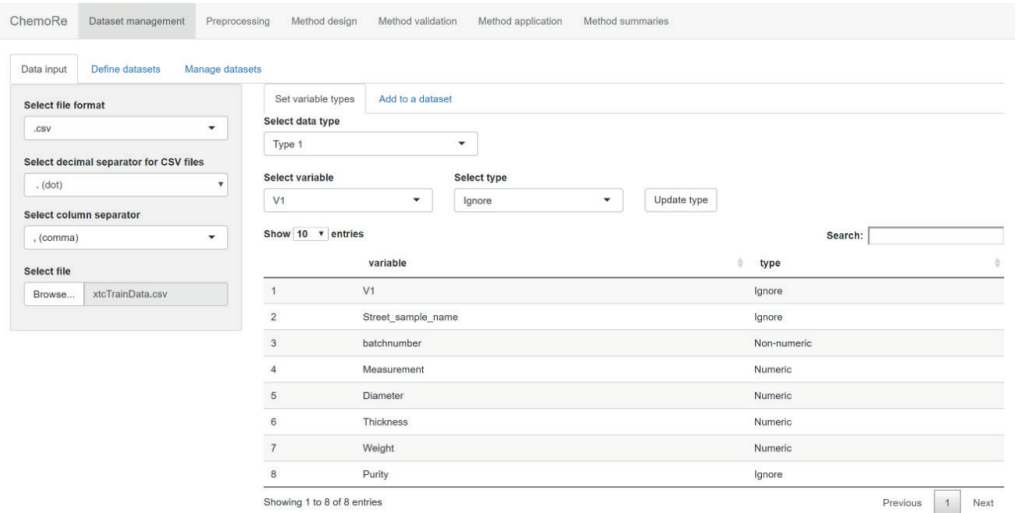 ChemoRe Dataset management Preprocessing Method design Method validation Method application Method summaries
Data input Define datasets Manage datasets
Select file format
.csv
Select decimal separator for CSV files
. (dot)
Select column separator
, (comma)
Select file
Browse... xtcTrainData.csv
Set variable types Add to a dataset
Select data type
Type 1
Select variable Select type
V1 Ignore Update type
Show 10 entries Search:
variable type
1 V1 Ignore
2 Street_sample_name Ignore
3 batchnumber Non-numeric
4 Measurement Numeric
5 Diameter Numeric
6 Thickness Numeric
7 Weight Numeric
8 Purity Ignore
Showing 1 to 8 of 8 entries Previous 1 Next